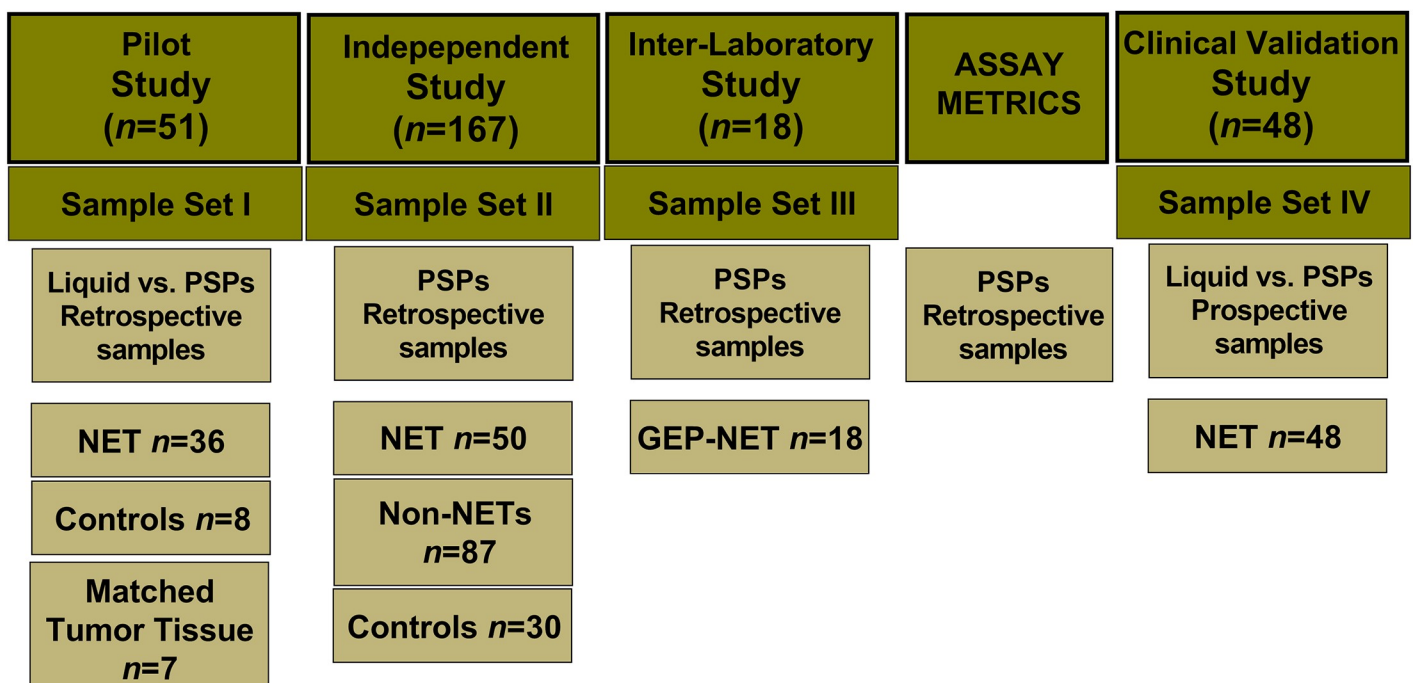 Pilot
Study
(n=51)
Indepependent
Study
(n=167)
Inter-Laboratory
Study
(n=18)
ASSAY
METRICS
Clinical Validation
Study
(n=48)
Sample Set I
Sample Set II
Sample Set III
Sample Set IV
Liquid vs. PSPs
Retrospective
samples
PSPs
Retrospective
samples
PSPs
Retrospective
samples
PSPs
Retrospective
samples
Liquid vs. PSPs
Prospective
samples
NET n=36
NET n=50
GEP-NET n=18
NET n=48
Controls n=8
Non-NETs
n=87
Matched
Tumor Tissue
n=7
Controls n=30